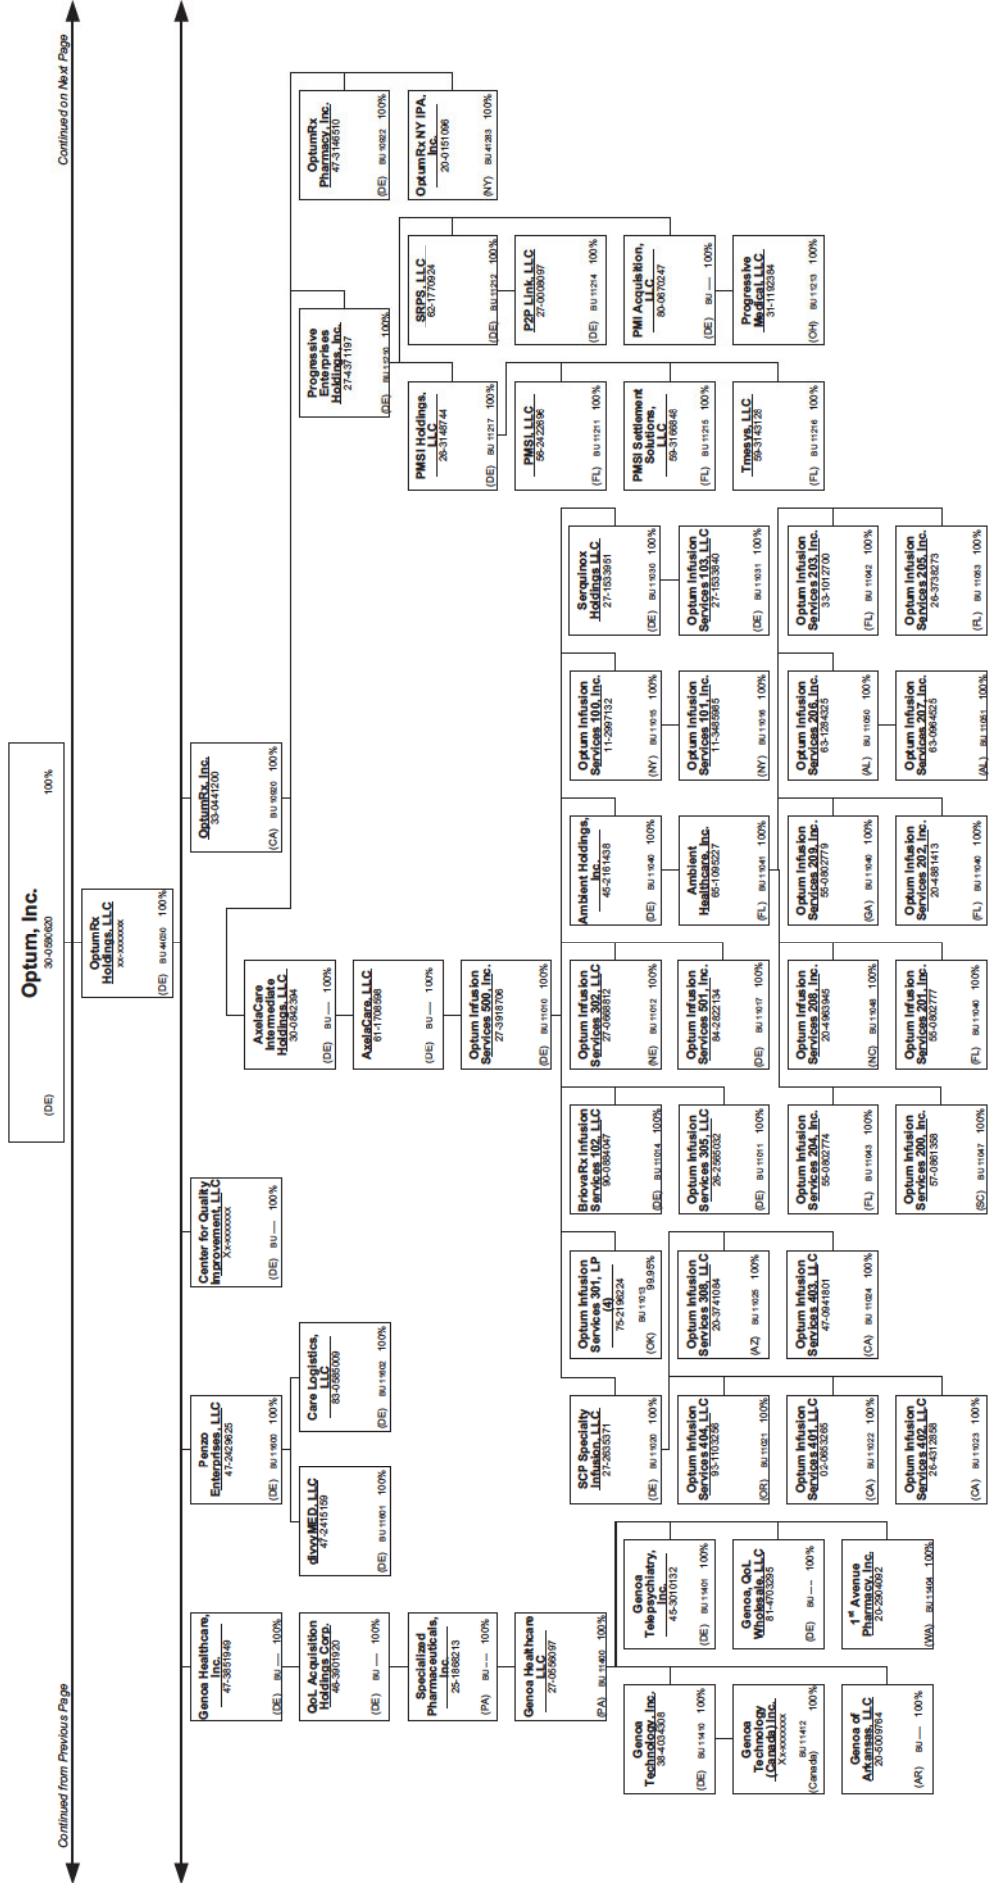 Continued from Previous Page
Continued on Next Page
Optum, Inc.
30-0580620
(DE) 100%
OptumRx
Holdings, LLC
xx-xxxxxxx
(DE) BU 44030 100%
Genoa Healthcare,
Inc.
47-3851949
(DE) BU — 100%
Penzo
Enterprises, LLC
47-2429625
(DE) BU 11600 100%
Center for Quality
Improvement, LLC
Xx-xxxxxxx
(DE) BU — 100%
OptumRx, Inc.
33-0441200
(CA) BU 10920 100%
QoL Acquisition
Holdings Corp.
46-3901920
(DE) BU — 100%
divvyMED, LLC
47-2415159
(DE) BU 11601 100%
Care Logistics,
LLC
83-0585009
(DE) BU 11602 100%
AxelaCare
Intermediate
Holdings, LLC
30-0842394
(DE) BU — 100%
Progressive
Enterprises
Holdings, Inc.
27-4371197
(DE) BU 11210 100%
OptumRx
Pharmacy, Inc.
47-3146510
(DE) BU 10922 100%
Specialized
Pharmaceuticals,
Inc.
25-1868213
(PA) BU --- 100%
AxelaCare, LLC
61-1708598
(DE) BU — 100%
PMSI Holdings,
LLC
26-3148744
(DE) BU 11217 100%
SRPS, LLC
62-1770924
(DE) BU 11212 100%
OptumRx NY IPA,
Inc.
20-0151096
(NY) BU 41283 100%
Genoa Healthcare
LLC
27-0656097
(PA) BU 11400 100%
Optum Infusion
Services 500, Inc.
27-3918706
(DE) BU 11010 100%
PMSI, LLC
56-2422696
(FL) BU 11211 100%
P2P Link, LLC
27-0008097
(DE) BU 11214 100%
Genoa
Technology, Inc.
38-4034308
(DE) BU 11410 100%
Genoa
Telepsychiatry,
Inc.
45-3010132
(DE) BU 11401 100%
SCP Specialty
Infusion, LLC
27-2635371
(DE) BU 11020 100%
Optum Infusion
Services 301, LP
(4)
75-2196224
BU 11013
(OK) 99.95%
BriovaRx Infusion
Services 102, LLC
90-0884047
(DE) BU 11014 100%
Optum Infusion
Services 302, LLC
27-0668812
(NE) BU 11012 100%
Ambient Holdings,
Inc.
45-2161438
(DE) BU 11040 100%
Optum Infusion
Services 100, Inc.
11-2997132
(NY) BU 11015 100%
Serquinox
Holdings LLC
27-1533951
(DE) BU 11030 100%
PMSI Settlement
Solutions,
LLC
59-3166848
(FL) BU 11215 100%
PMI Acquisition,
LLC
80-0670247
(DE) BU — 100%
Genoa
Technology
(Canada) Inc.
Xx-xxxxxxx
BU 11412
(Canada) 100%
Genoa, QoL
Wholesale, LLC
81-4703295
(DE) BU --- 100%
Optum Infusion
Services 404, LLC
93-1103256
(OR) BU 11021 100%
Optum Infusion
Services 308, LLC
20-3741084
(AZ) BU 11025 100%
Optum Infusion
Services 305, LLC
26-2565032
(DE) BU 11011 100%
Optum Infusion
Services 501, Inc.
84-2822134
(DE) BU 11017 100%
Ambient
Healthcare, Inc.
65-1095227
(FL) BU 11041 100%
Optum Infusion
Services 101, Inc.
11-3485985
(NY) BU 11016 100%
Optum Infusion
Services 103, LLC
27-1533840
(DE) BU 11031 100%
Tmesys, LLC
59-3143128
(FL) BU 11216 100%
Progressive
Medical, LLC
31-1192384
(OH) BU 11213 100%
Genoa of
Arkansas, LLC
20-5009764
(AR) BU — 100%
1st Avenue
Pharmacy, Inc.
20-2904092
(WA) BU 11404 100%
Optum Infusion
Services 401, LLC
02-0653265
(CA) BU 11022 100%
Optum Infusion
Services 403, LLC
47-0941801
(CA) BU 11024 100%
Optum Infusion
Services 204, Inc.
55-0802774
(FL) BU 11043 100%
Optum Infusion
Services 208, Inc.
20-4963945
(NC) BU 11048 100%
Optum Infusion
Services 209, Inc.
55-0802779
(GA) BU 11040 100%
Optum Infusion
Services 206, Inc.
63-1284325
(AL) BU 11050 100%
Optum Infusion
Services 203, Inc.
33-1012700
(FL) BU 11042 100%
Optum Infusion
Services 402, LLC
26-4312858
(CA) BU 11023 100%
Optum Infusion
Services 200, Inc.
57-0861358
(SC) BU 11047 100%
Optum Infusion
Services 201, Inc.
55-0802777
(FL) BU 11040 100%
Optum Infusion
Services 202, Inc.
20-4881413
(FL) BU 11040 100%
Optum Infusion
Services 207, Inc.
63-0964525
(AL) BU 11051 100%
Optum Infusion
Services 205, Inc.
26-3738273
(FL) BU 11053 100%